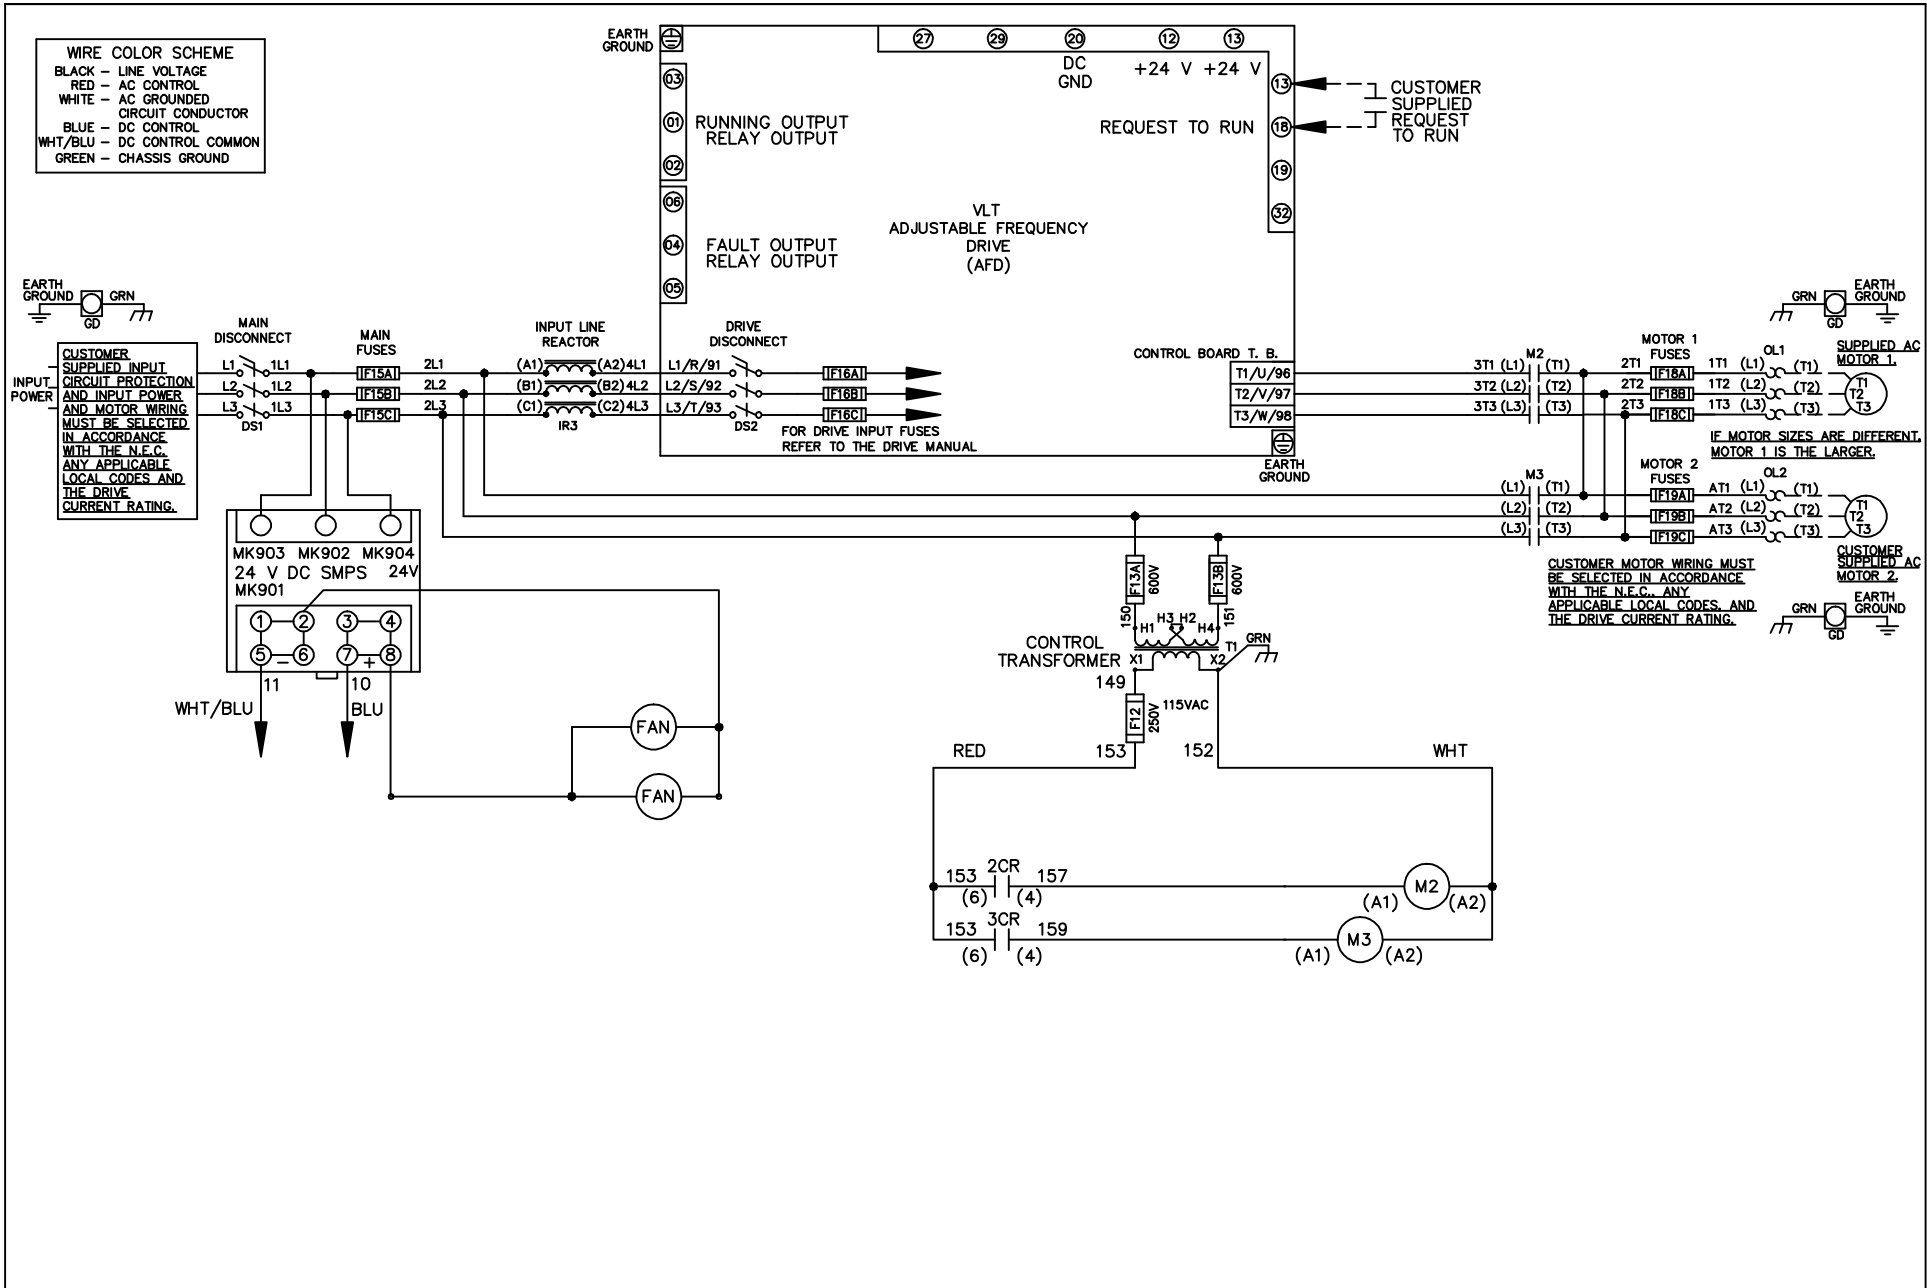 WIRE COLOR SCHEME
BLACK – LINE VOLTAGE
RED – AC CONTROL
WHITE – AC GROUNDED
CIRCUIT CONDUCTOR
BLUE – DC CONTROL
WHT/BLU – DC CONTROL COMMON
GREEN – CHASSIS GROUND
EARTH
GROUND
27 29 20 12 13
DC
GND
+24 V +24 V
03
01
02
RUNNING OUTPUT
RELAY OUTPUT
06
04
05
FAULT OUTPUT
RELAY OUTPUT
VLT
ADJUSTABLE FREQUENCY
DRIVE
(AFD)
13
REQUEST TO RUN 18
19
32
CUSTOMER
SUPPLIED
REQUEST
TO RUN
EARTH
GROUND
GRN
GD
INPUT
POWER
CUSTOMER
SUPPLIED INPUT
CIRCUIT PROTECTION
AND INPUT POWER
AND MOTOR WIRING
MUST BE SELECTED
IN ACCORDANCE
WITH THE N.E.C.
ANY APPLICABLE
LOCAL CODES AND
THE DRIVE
CURRENT RATING.
MAIN
DISCONNECT
L1 1L1
L2 1L2
L3 1L3
DS1
MAIN
FUSES
F15A
F15B
F15C
2L1
2L2
2L3
INPUT LINE
REACTOR
(A1) (A2) 4L1
(B1) (B2) 4L2
(C1) (C2) 4L3
IR3
L1/R/91
L2/S/92
L3/T/93
DRIVE
DISCONNECT
DS2
F16A
F16B
F16C
FOR DRIVE INPUT FUSES
REFER TO THE DRIVE MANUAL
CONTROL BOARD T. B.
T1/U/96
T2/V/97
T3/W/98
EARTH
GROUND
M2
3T1 (L1) (T1)
3T2 (L2) (T2)
3T3 (L3) (T3)
MOTOR 1
FUSES
2T1 F18A 1T1 (L1)
2T2 F18B 1T2 (L2)
2T3 F18C 1T3 (L3)
OL1
(T1)
(T2)
(T3)
T1
T2
T3
GRN
GD
EARTH
GROUND
SUPPLIED AC
MOTOR 1.
IF MOTOR SIZES ARE DIFFERENT,
MOTOR 1 IS THE LARGER.
M3
(L1) (T1)
(L2) (T2)
(L3) (T3)
MOTOR 2
FUSES
F19A AT1 (L1)
F19B AT2 (L2)
F19C AT3 (L3)
OL2
(T1)
(T2)
(T3)
T1
T2
T3
CUSTOMER
SUPPLIED AC
MOTOR 2.
GRN
GD
EARTH
GROUND
CUSTOMER MOTOR WIRING MUST
BE SELECTED IN ACCORDANCE
WITH THE N.E.C., ANY
APPLICABLE LOCAL CODES, AND
THE DRIVE CURRENT RATING.
MK903 MK902 MK904
24 V DC SMPS 24V
MK901
1 2 3 4
5 – 6 7 + 8
11
10
WHT/BLU
BLU
FAN
FAN
F13A
600V
F13B
600V
150
151
H1 H3 H2 H4
CONTROL
TRANSFORMER
X1 X2
T1
GRN
149
F12
250V
115VAC
RED
153
152
WHT
153 2CR 157
(6) (4)
M2
(A1) (A2)
153 3CR 159
(6) (4)
M3
(A1) (A2)